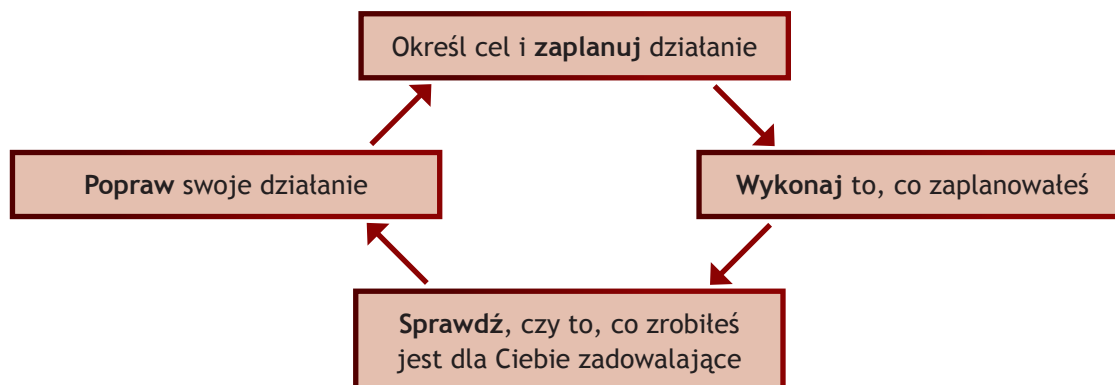 Określ cel i zaplanuj działanie
Popraw swoje działanie
Wykonaj to, co zaplanowałeś
Sprawdź, czy to, co zrobiłeś
jest dla Ciebie zadowalające